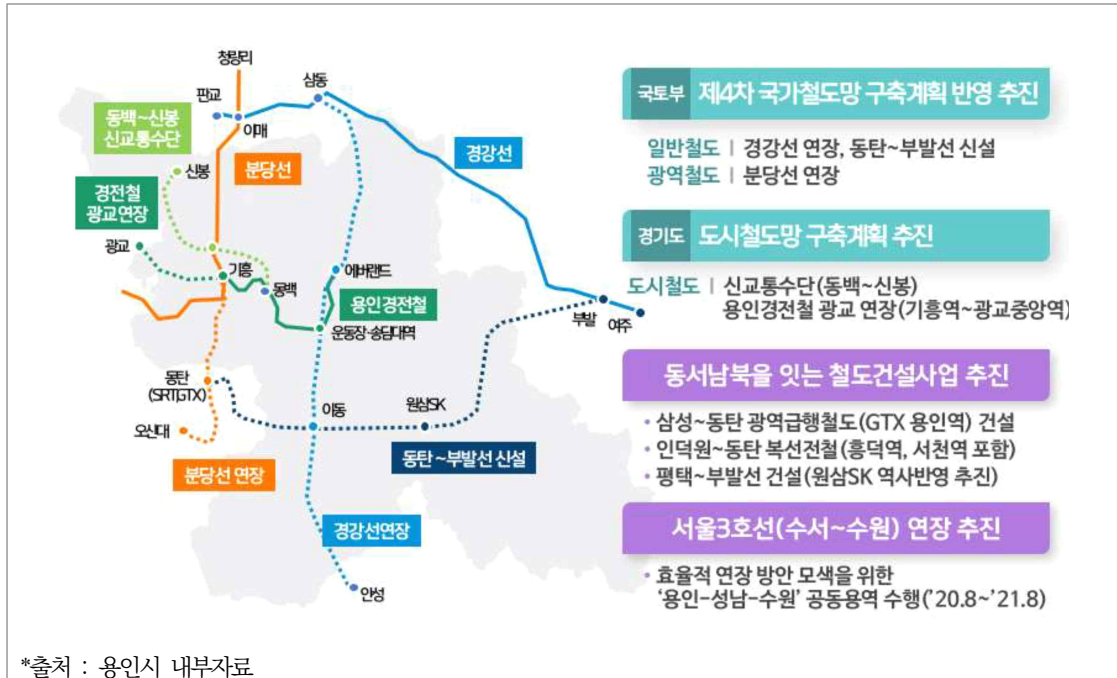 청량리
판교
삼동
이매
동백~신봉
신교통수단
분당선
경강선
신봉
경전철
광교연장
광교
기흥
동백
에버랜드
용인경전철
운동장·송담대역
부발
여주
동탄
(SRT,GTX)
이동
원삼SK
오산대
분당선 연장
동탄~부발선 신설
경강선연장
안성
국토부 제4차 국가철도망 구축계획 반영 추진
일반철도 | 경강선 연장, 동탄~부발선 신설
광역철도 | 분당선 연장
경기도 도시철도망 구축계획 추진
도시철도 | 신교통수단(동백~신봉)
용인경전철 광교 연장(기흥역~광교중앙역)
동서남북을 잇는 철도건설사업 추진
• 삼성~동탄 광역급행철도(GTX 용인역) 건설
• 인덕원~동탄 복선전철(흥덕역, 서천역 포함)
• 평택~부발선 건설(원삼SK 역사반영 추진)
서울3호선(수서~수원) 연장 추진
• 효율적 연장 방안 모색을 위한
'용인-성남-수원' 공동용역 수행('20.8~'21.8)
*출처 : 용인시 내부자료